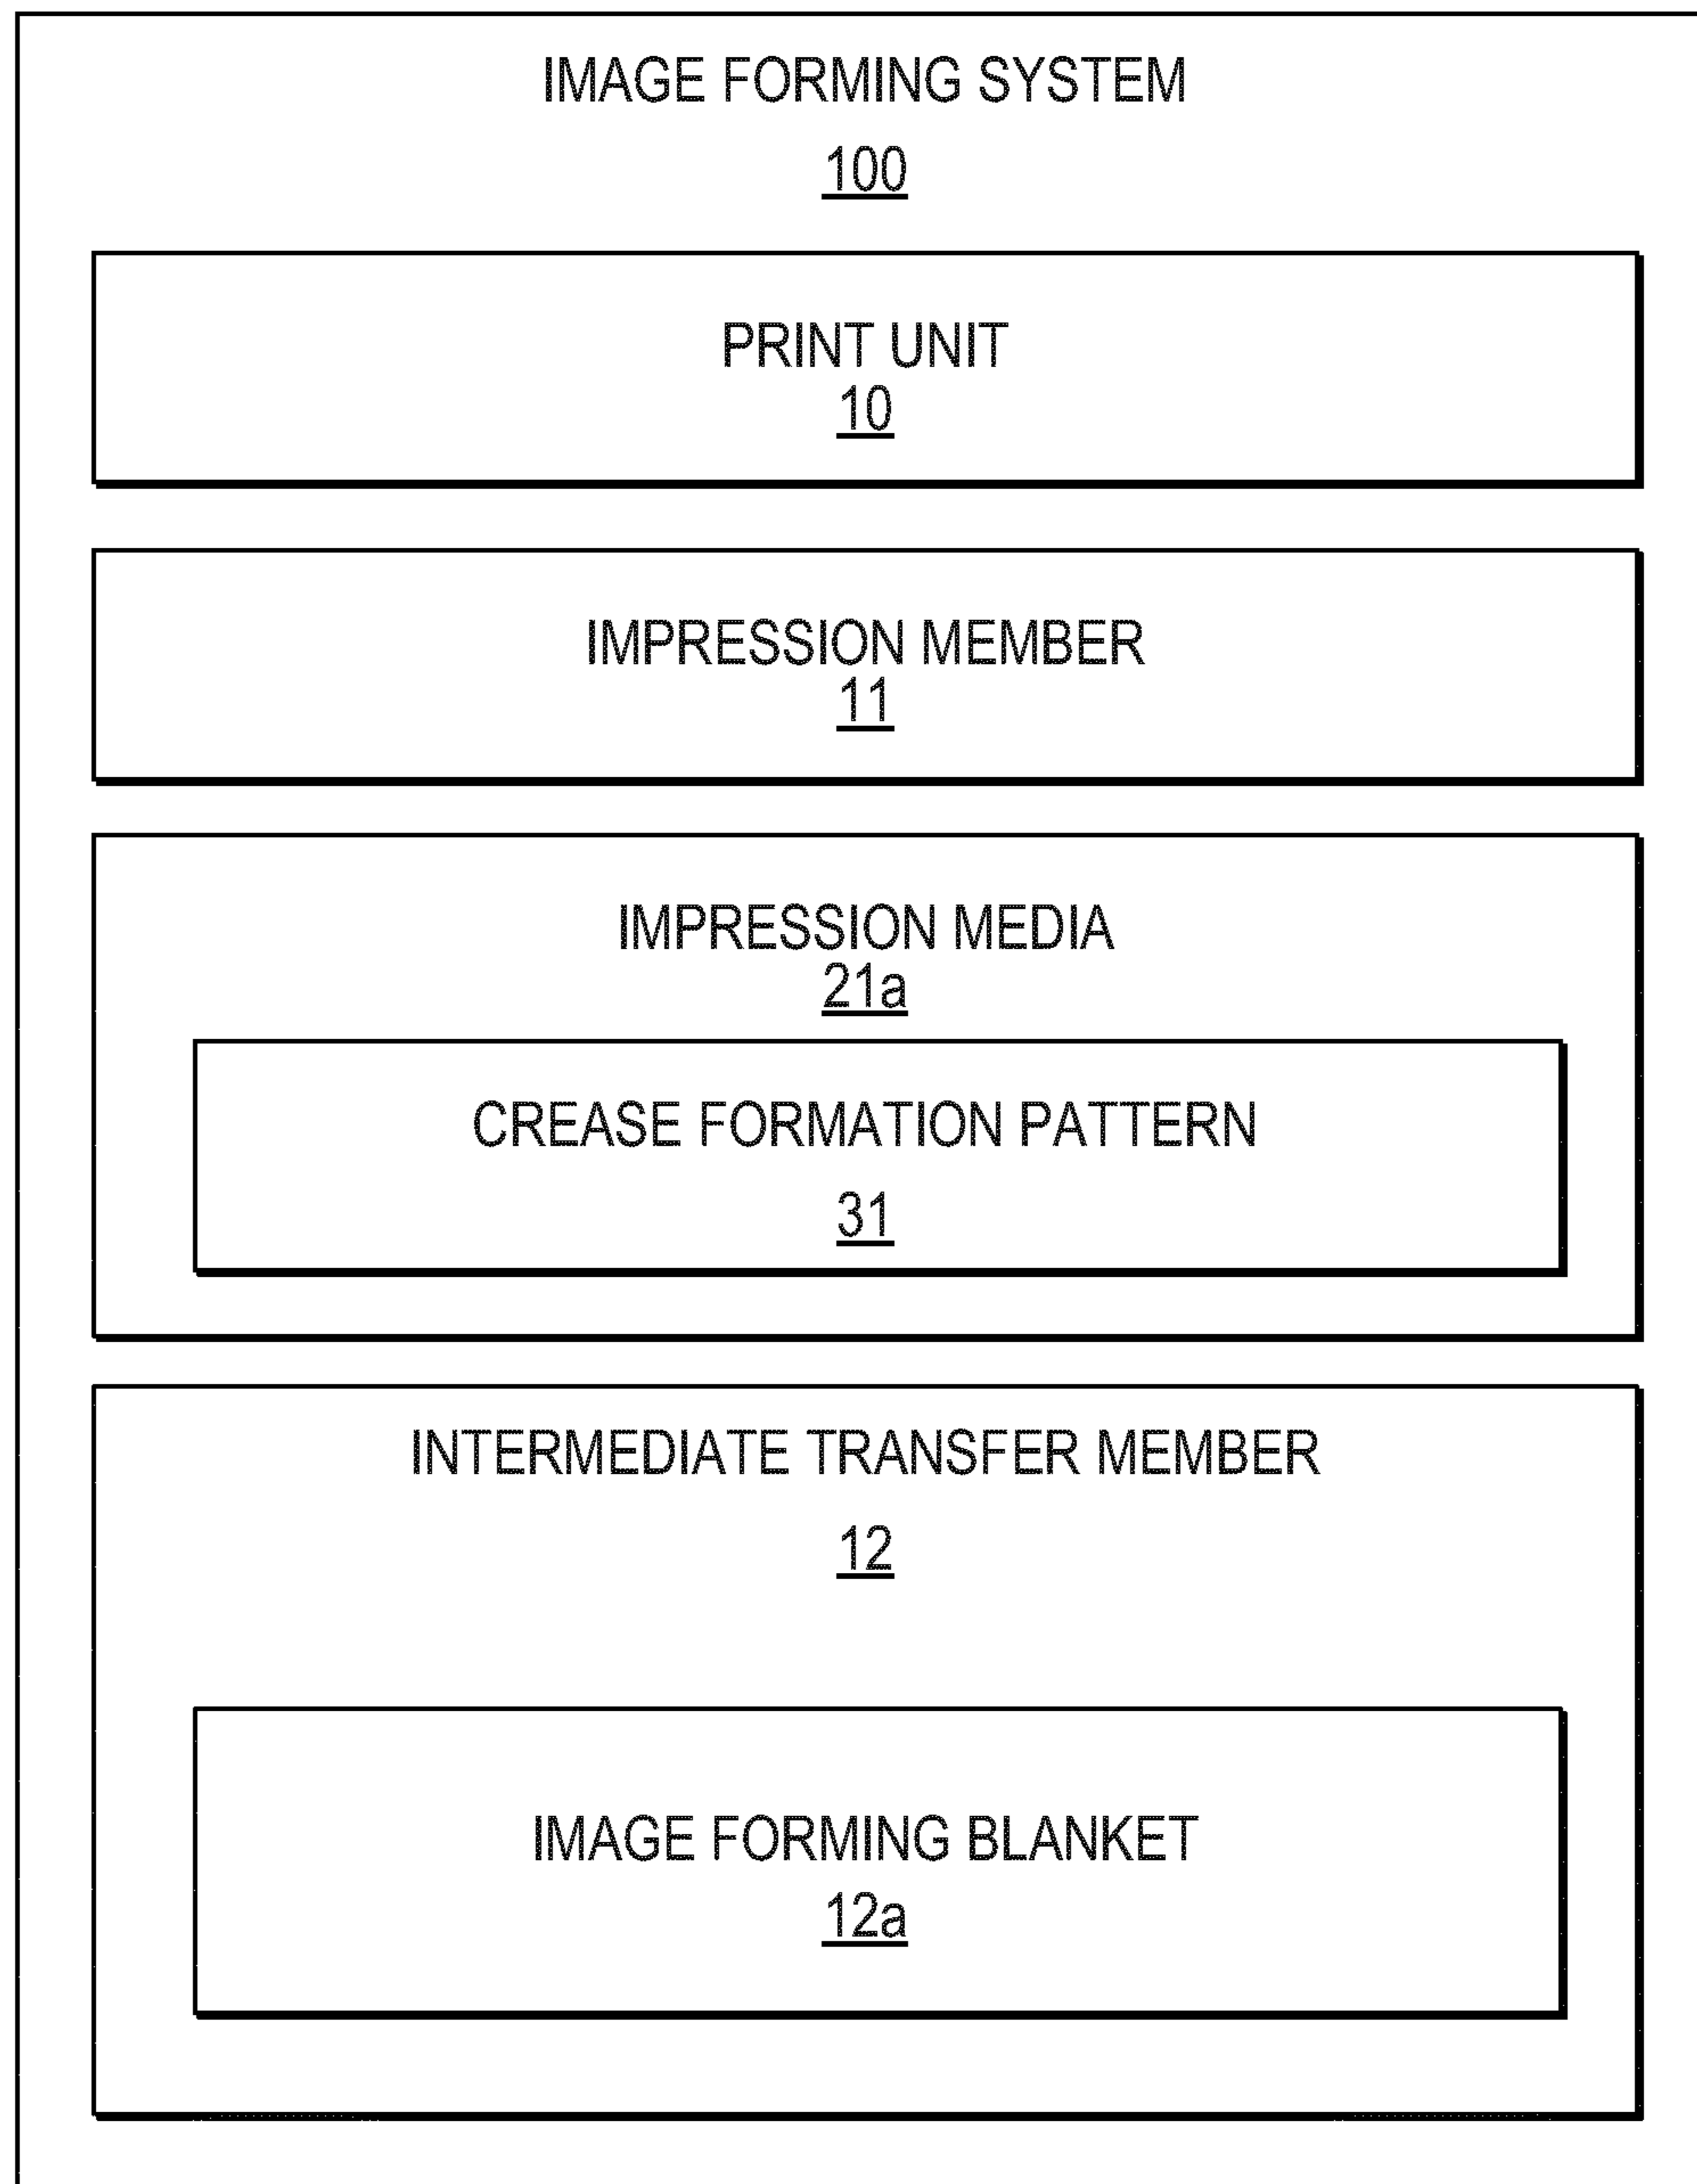 IMAGE FORMING SYSTEM
100
PRINT UNIT
10
IMPRESSION MEMBER
11
IMPRESSION MEDIA
21a
CREASE FORMATION PATTERN
31
INTERMEDIATE TRANSFER MEMBER
12
IMAGE FORMING BLANKET
12a